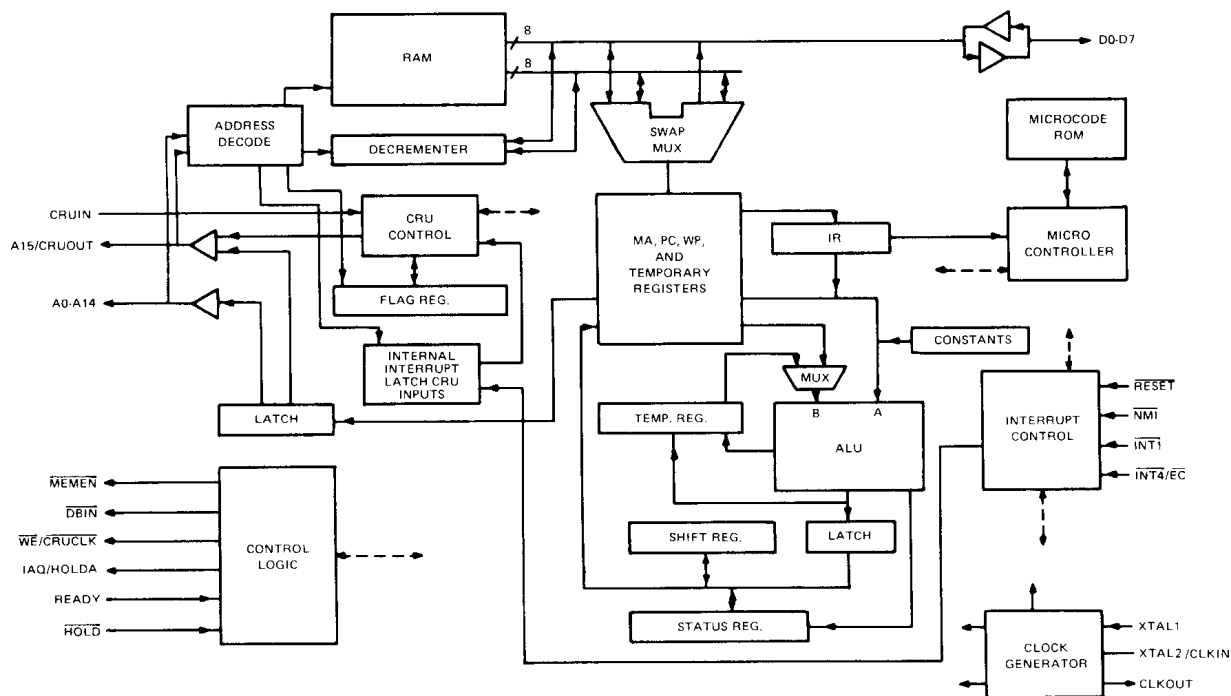 8
RAM
D0-D7
8
ADDRESS
DECODE
SWAP
MUX
MICROCODE
ROM
DECREMENTER
CRUIN
CRU
CONTROL
MA, PC, WP,
AND
TEMPORARY
REGISTERS
IR
MICRO
CONTROLLER
A15/CRUOUT
A0-A14
FLAG REG.
CONSTANTS
INTERNAL
INTERRUPT
LATCH CRU
INPUTS
MUX
LATCH
TEMP. REG.
B
A
ALU
INTERRUPT
CONTROL
RESET
NMI
INT1
INT4/EC
MEMEN
DBIN
WE/CRUCLK
IAQ/HOLDA
READY
HOLD
CONTROL
LOGIC
SHIFT REG.
LATCH
STATUS REG.
CLOCK
GENERATOR
XTAL1
XTAL2/CLKIN
CLKOUT